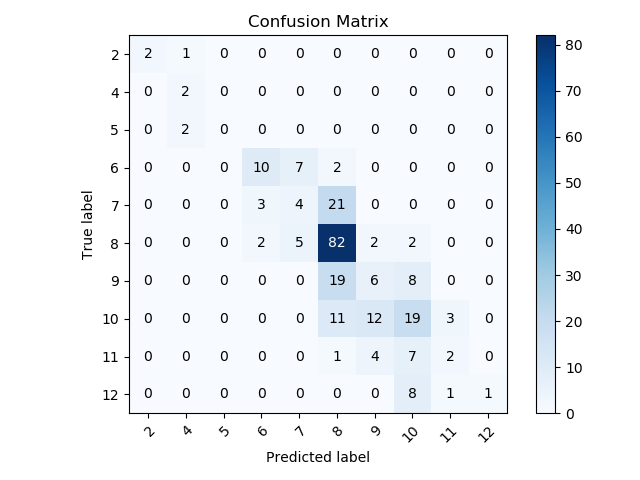 Confusion Matrix
True label
2 2 1 0 0 0 0 0 0 0 0
4 0 2 0 0 0 0 0 0 0 0
5 0 2 0 0 0 0 0 0 0 0
6 0 0 0 10 7 2 0 0 0 0
7 0 0 0 3 4 21 0 0 0 0
8 0 0 0 2 5 82 2 2 0 0
9 0 0 0 0 0 19 6 8 0 0
10 0 0 0 0 0 11 12 19 3 0
11 0 0 0 0 0 1 4 7 2 0
12 0 0 0 0 0 0 0 8 1 1
2 4 5 6 7 8 9 10 11 12
Predicted label
80
70
60
50
40
30
20
10
0